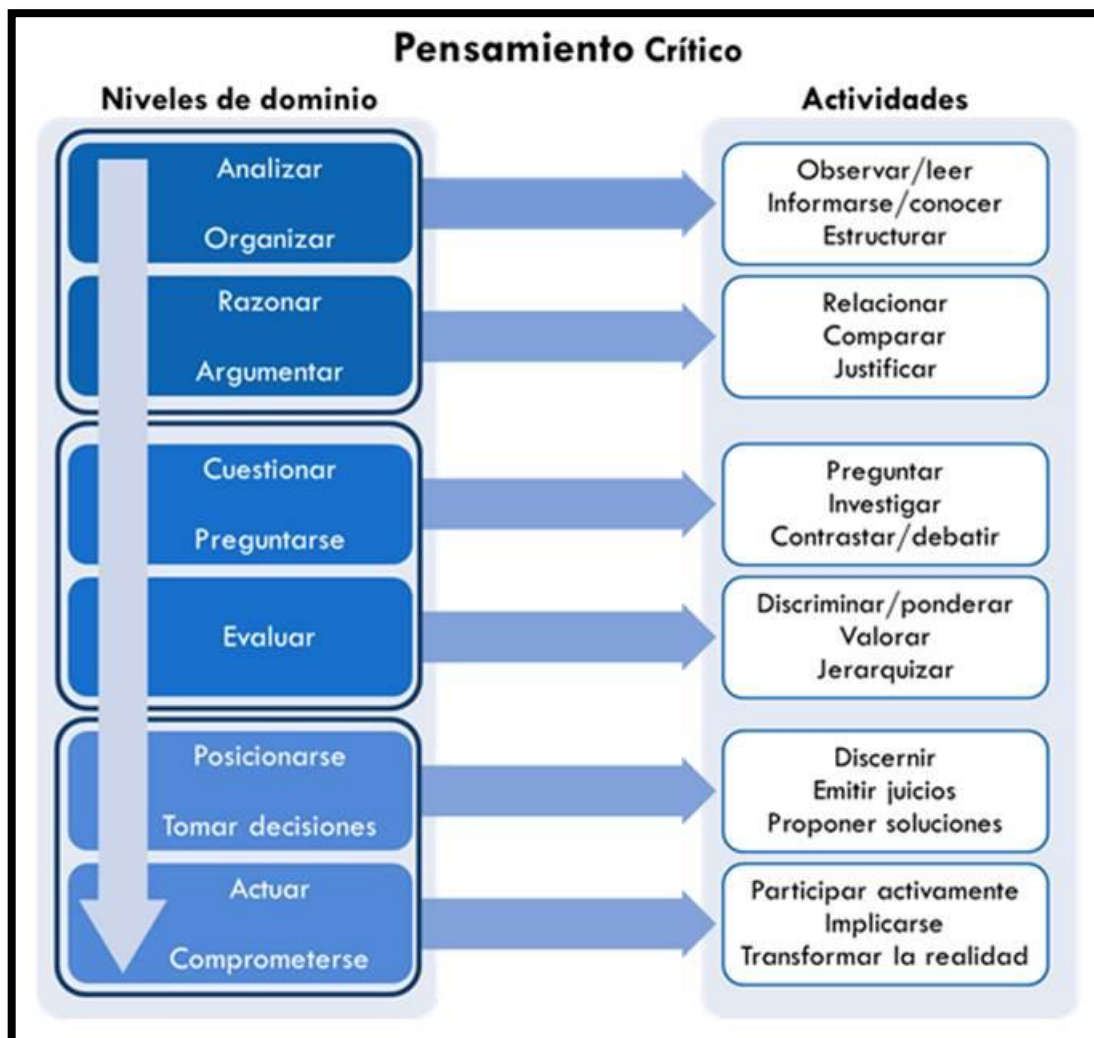 Pensamiento Crítico
Niveles de dominio
Actividades
Analizar
Organizar
Observar/leer
Informarse/conocer
Estructurar
Razonar
Argumentar
Relacionar
Comparar
Justificar
Cuestionar
Preguntarse
Preguntar
Investigar
Contrastar/debatir
Evaluar
Discriminar/ponderar
Valorar
Jerarquizar
Posicionarse
Tomar decisiones
Discernir
Emitir juicios
Proponer soluciones
Actuar
Comprometerse
Participar activamente
Implicarse
Transformar la realidad